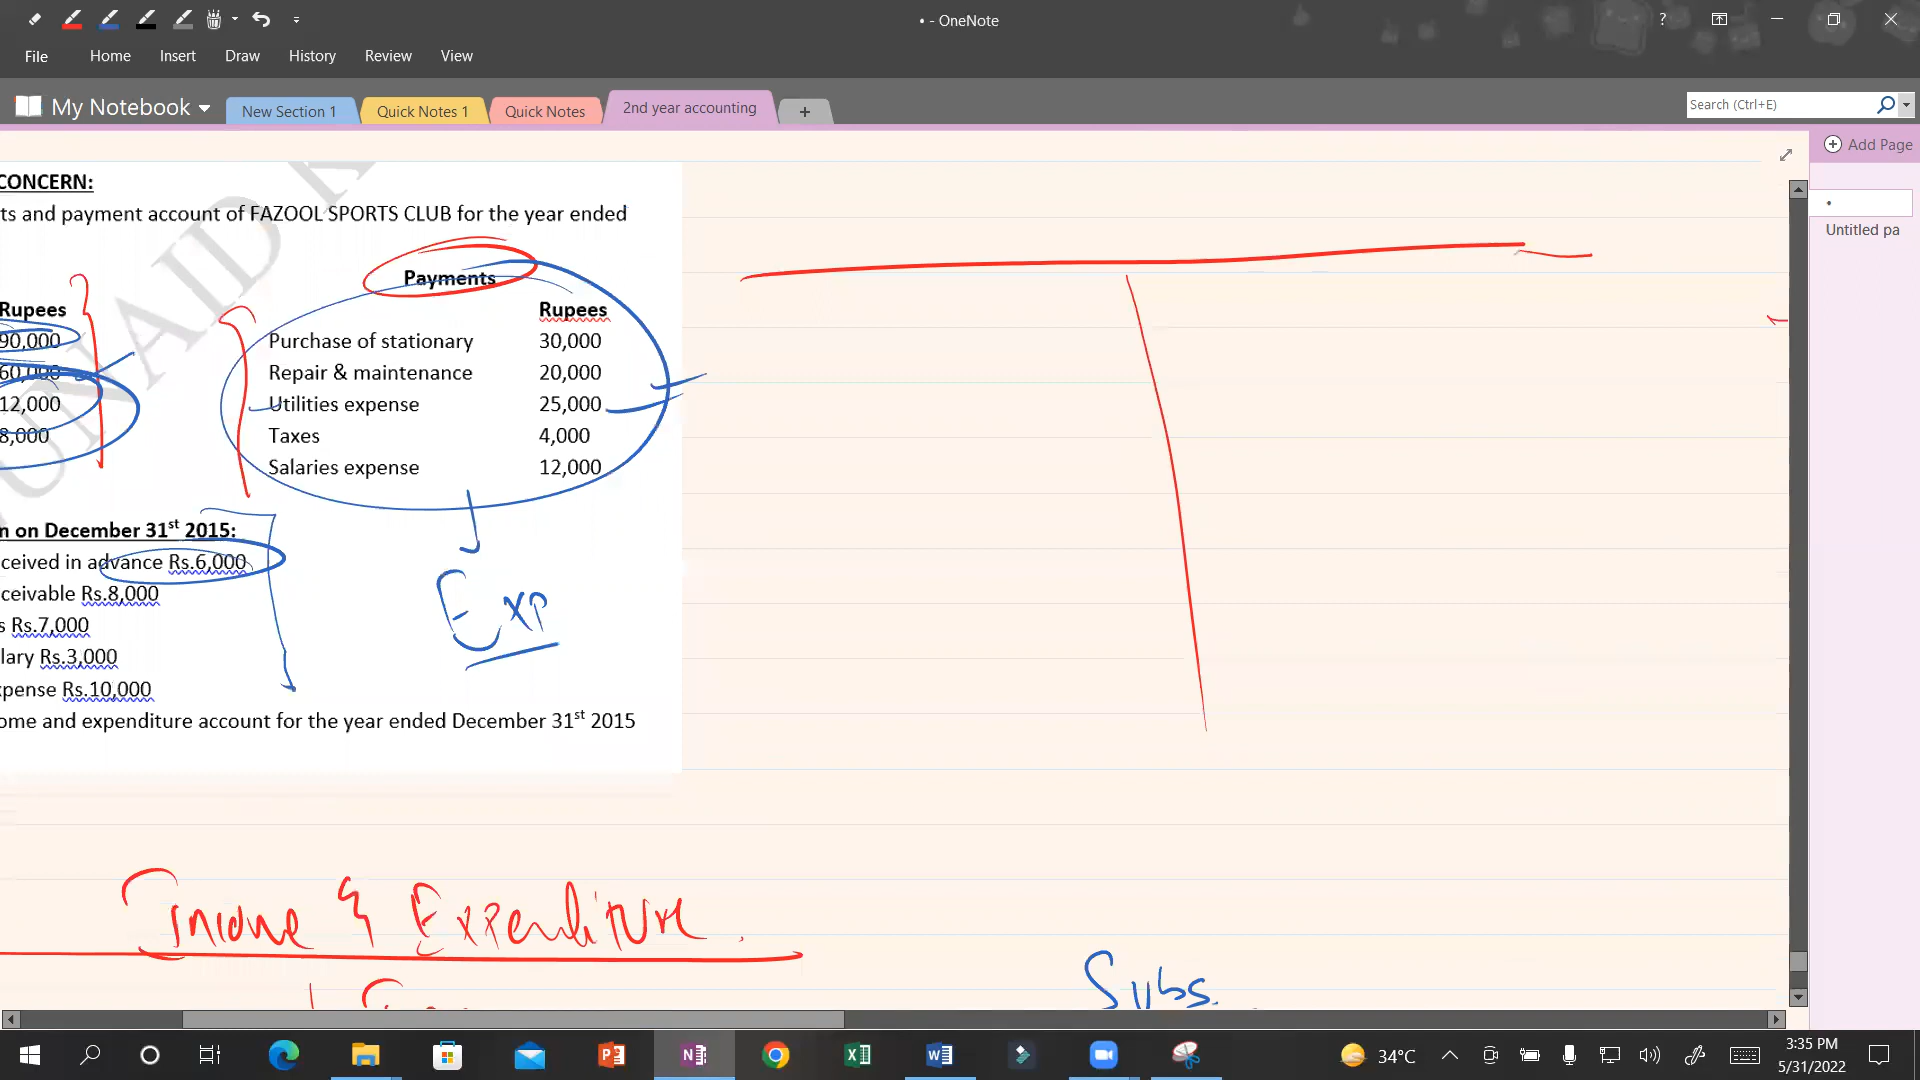 • - OneNote
?
File
Home
Insert
Draw
History
Review
View
My Notebook
New Section 1
Quick Notes 1
Quick Notes
2nd year accounting
+
Search (Ctrl+E)
Add Page
•
Untitled pa
CONCERN:
ts and payment account of FAZOOL SPORTS CLUB for the year ended
Payments
Rupees
Rupees
90,000
Purchase of stationary
30,000
60,000
Repair & maintenance
20,000
12,000
Utilities expense
25,000
8,000
Taxes
4,000
Salaries expense
12,000
n on December 31st 2015:
ceived in advance Rs.6,000
ceivable Rs.8,000
s Rs.7,000
lary Rs.3,000
xpense Rs.10,000
ome and expenditure account for the year ended December 31st 2015
Exp
Income & Expenditure
Subs.
34°C
3:35 PM
5/31/2022